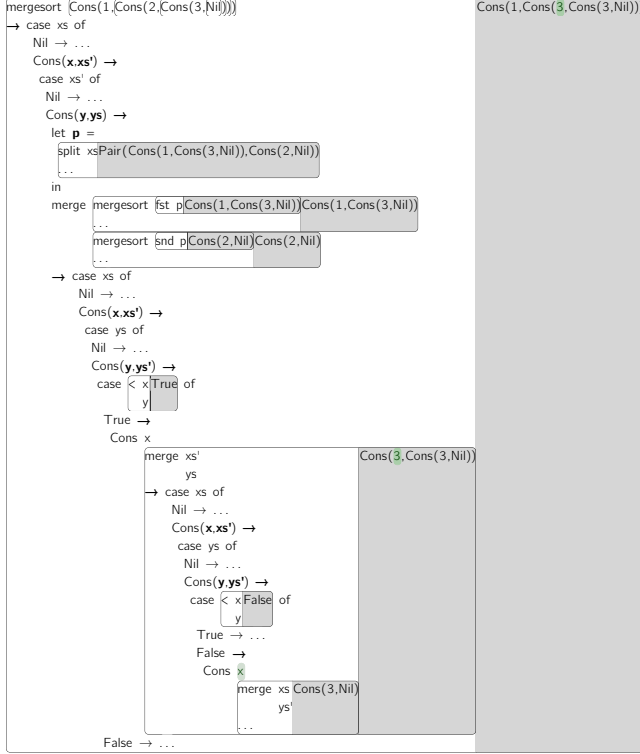 mergesort Cons(1,Cons(2,Cons(3,Nil))) Cons(1,Cons(3,Cons(3,Nil)))
→ case xs of
Nil → ...
Cons(x,xs') →
case xs' of
Nil → ...
Cons(y,ys) →
let p =
split xs Pair(Cons(1,Cons(3,Nil)),Cons(2,Nil))
...
in
merge mergesort fst p Cons(1,Cons(3,Nil)) Cons(1,Cons(3,Nil))
...
mergesort snd p Cons(2,Nil) Cons(2,Nil)
...
→ case xs of
Nil → ...
Cons(x,xs') →
case ys of
Nil → ...
Cons(y,ys') →
case < x True of
y
True →
Cons x
merge xs' Cons(3,Cons(3,Nil))
ys
→ case xs of
Nil → ...
Cons(x,xs') →
case ys of
Nil → ...
Cons(y,ys') →
case < x False of
y
True → ...
False →
Cons x
merge xs Cons(3,Nil)
ys'
...
False → ...